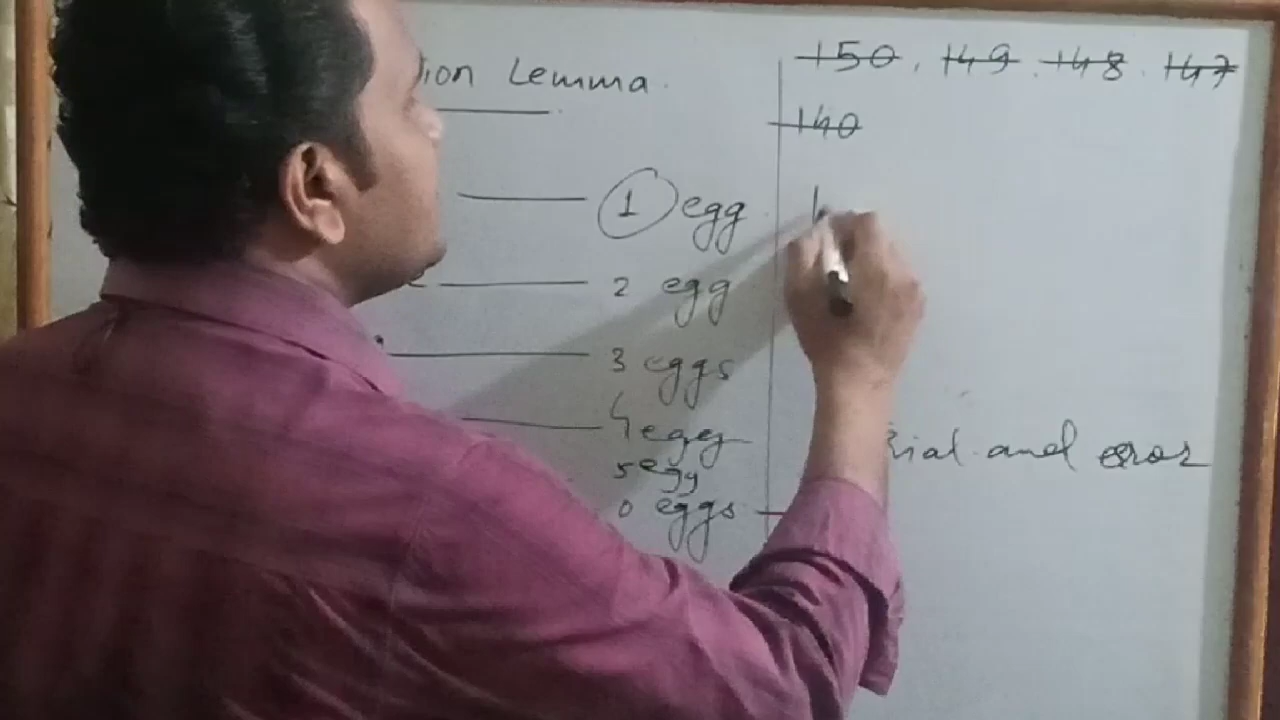 ion Lemma.
150, 149, 148, 147
140
1 egg
2 egg
3 eggs
4 egg
5 egg
0 eggs
rial and error